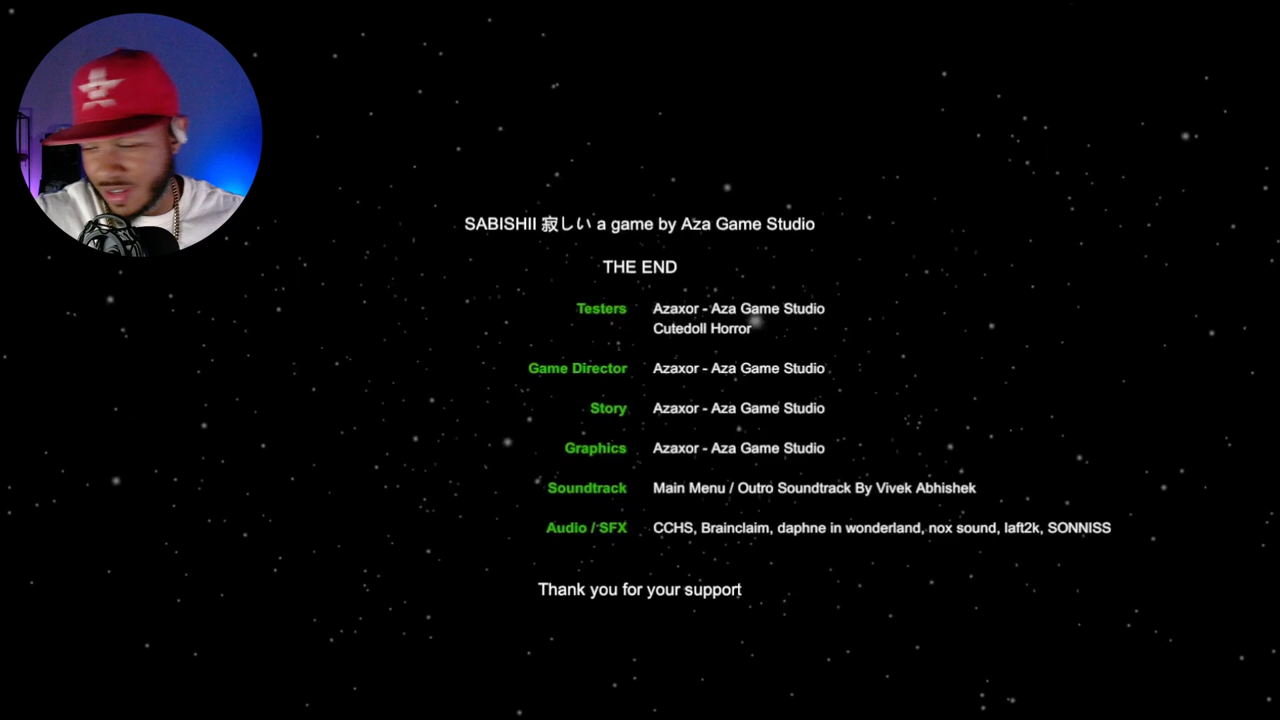 SABISHII 寂しい a game by Aza Game Studio
THE END
Testers Azaxor - Aza Game Studio
Cutedoll Horror
Game Director Azaxor - Aza Game Studio
Story Azaxor - Aza Game Studio
Graphics Azaxor - Aza Game Studio
Soundtrack Main Menu / Outro Soundtrack By Vivek Abhishek
Audio / SFX CCHS, Brainclaim, daphne in wonderland, nox sound, laft2k, SONNISS
Thank you for your support